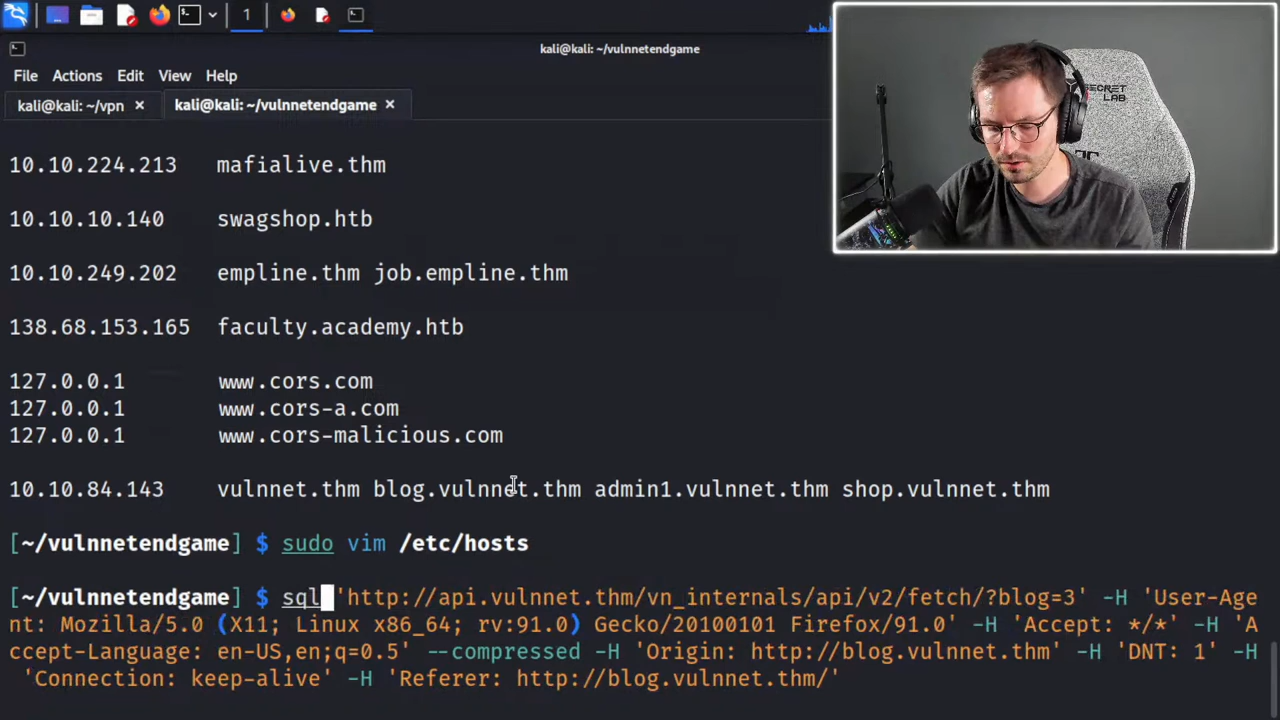 1
kali@kali: ~/vulnnetendgame
File Actions Edit View Help
kali@kali: ~/vpn × kali@kali: ~/vulnnetendgame ×
10.10.224.213 mafialive.thm
10.10.10.140 swagshop.htb
10.10.249.202 empline.thm job.empline.thm
138.68.153.165 faculty.academy.htb
127.0.0.1 www.cors.com
127.0.0.1 www.cors-a.com
127.0.0.1 www.cors-malicious.com
10.10.84.143 vulnnet.thm blog.vulnnet.thm admin1.vulnnet.thm shop.vulnnet.thm
[~/vulnnetendgame] $ sudo vim /etc/hosts
[~/vulnnetendgame] $ sql 'http://api.vulnnet.thm/vn_internals/api/v2/fetch/?blog=3' -H 'User-Age
nt: Mozilla/5.0 (X11; Linux x86_64; rv:91.0) Gecko/20100101 Firefox/91.0' -H 'Accept: */*' -H 'A
ccept-Language: en-US,en;q=0.5' --compressed -H 'Origin: http://blog.vulnnet.thm' -H 'DNT: 1' -H
'Connection: keep-alive' -H 'Referer: http://blog.vulnnet.thm/'
SECRET
LAB